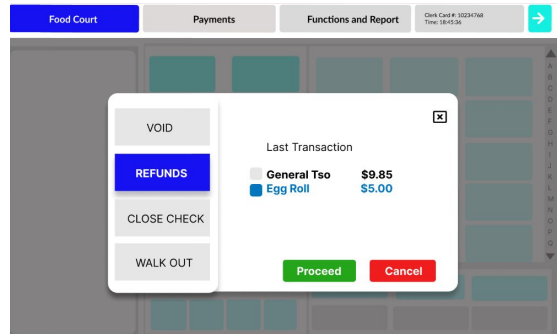 Food Court
Payments
Functions and Report
Clerk Card #: 10234768
Time: 18:45:36
VOID
REFUNDS
CLOSE CHECK
WALK OUT
Last Transaction
General Tso $9.85
Egg Roll $5.00
Proceed
Cancel
A
B
C
D
E
F
G
H
I
J
K
L
M
N
O
P
Q